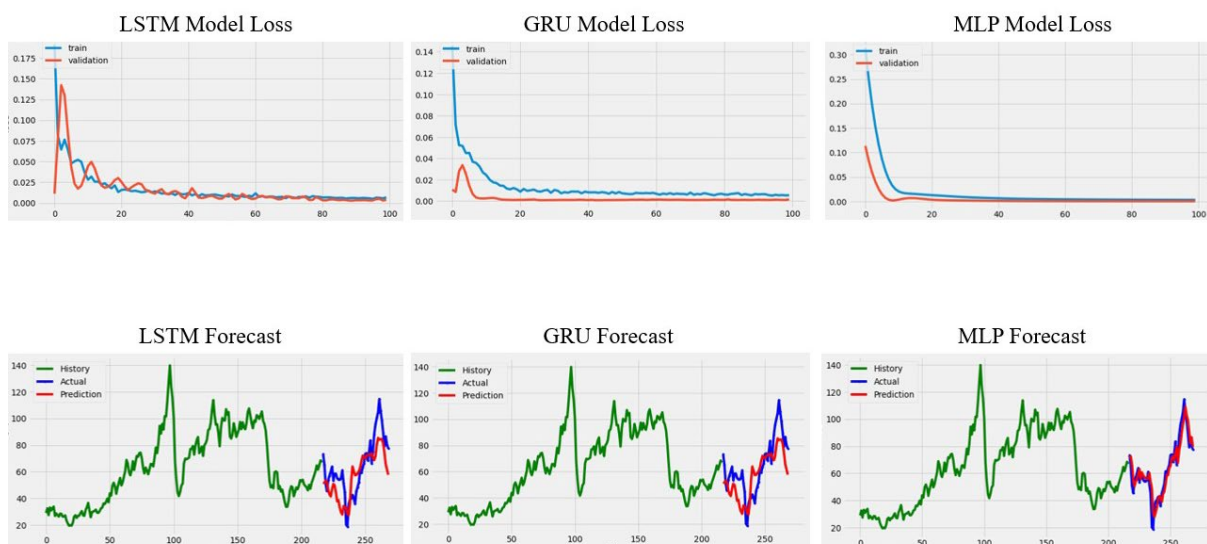 LSTM Model Loss
GRU Model Loss
MLP Model Loss
train
validation
0.175
0.150
0.125
0.100
0.075
0.050
0.025
0.000
0 20 40 60 80 100
train
validation
0.14
0.12
0.10
0.08
0.06
0.04
0.02
0.00
0 20 40 60 80 100
train
validation
0.30
0.25
0.20
0.15
0.10
0.05
0.00
0 20 40 60 80 100
LSTM Forecast
GRU Forecast
MLP Forecast
History
Actual
Prediction
140
120
100
80
60
40
20
0 50 100 150 200 250
History
Actual
Prediction
140
120
100
80
60
40
20
0 50 100 150 200 250
History
Actual
Prediction
140
120
100
80
60
40
20
0 50 100 150 200 250